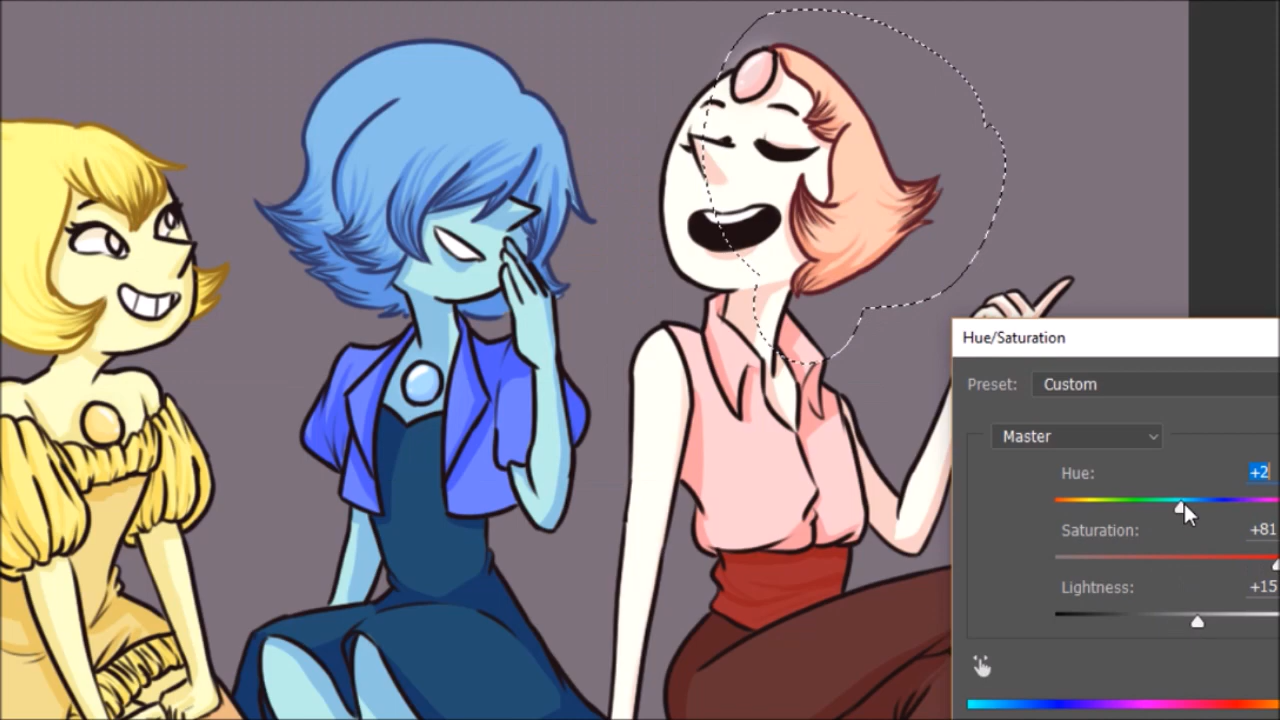 Hue/Saturation
Preset: Custom
Master
Hue: +2
Saturation: +81
Lightness: +15